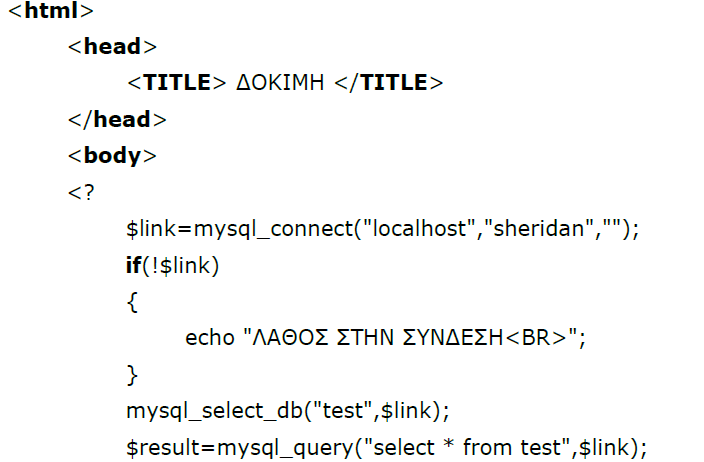 <html>
<head>
<TITLE> ΔΟΚΙΜΗ </TITLE>
</head>
<body>
<?
$link=mysql_connect("localhost","sheridan","");
if(!$link)
{
echo "ΛΑΘΟΣ ΣΤΗΝ ΣΥΝΔΕΣΗ<BR>";
}
mysql_select_db("test",$link);
$result=mysql_query("select * from test",$link);